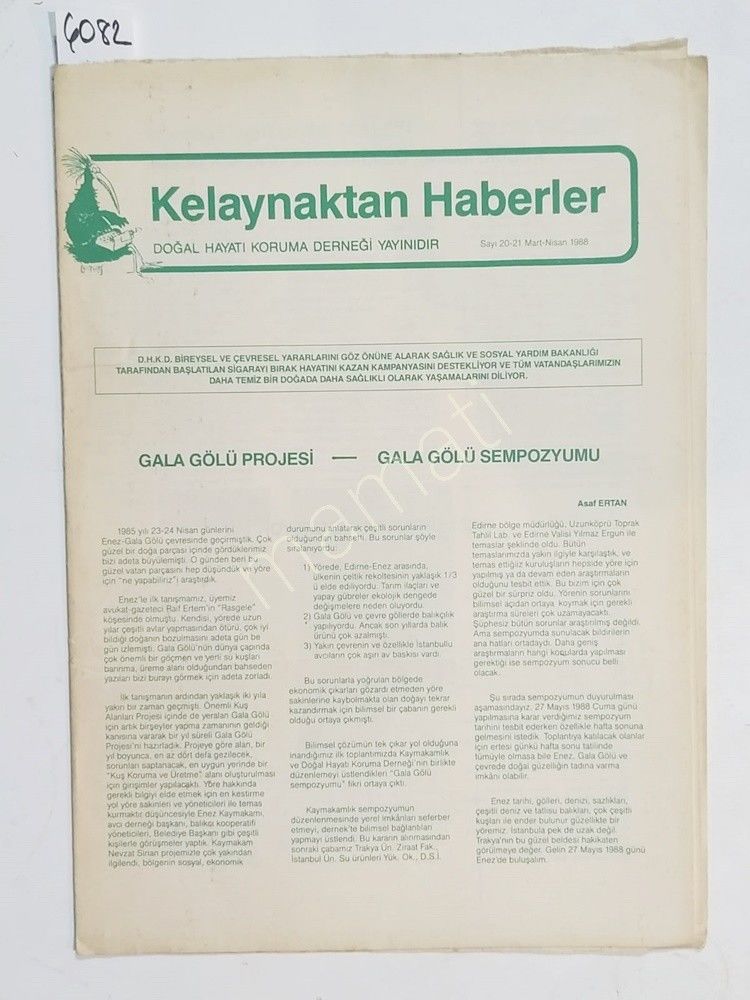 6082
Kelaynaktan Haberler
DOĞAL HAYATI KORUMA DERNEĞİ YAYINIDIR
Sayı 20-21 Mart-Nisan 1988
D.H.K.D. BİREYSEL VE ÇEVRESEL YARARLARINI GÖZ ÖNÜNE ALARAK SAĞLIK VE SOSYAL YARDIM BAKANLIĞI
TARAFINDAN BAŞLATILAN SİGARAYI BIRAK HAYATINI KAZAN KAMPANYASINI DESTEKLİYOR VE TÜM VATANDAŞLARIMIZIN
DAHA TEMİZ BİR DOĞADA DAHA SAĞLIKLI OLARAK YAŞAMALARINI DİLİYOR.
GALA GÖLÜ PROJESİ — GALA GÖLÜ SEMPOZYUMU
Asaf ERTAN
1985 yılı 23-24 Nisan günlerini
Enez-Gala Gölü çevresinde geçirmiştik. Çok
güzel bir doğa parçası içinde gördüklerimiz
bizi adeta büyülemişti. O günden beri bu
güzel vatan parçasını hep düşündük ve yöre
için "ne yapabiliriz") araştırdık.
Enez'le ilk tanışmamız, üyemiz
avukat-gazeteci Raif Ertem'in "Rasgele"
köşesinde olmuştu. Kendisi, yörede uzun
yılar çeşitli avlar yapmasından ötürü, çok iyi
bildiği doğanın bozulmasını adeta gün be
gün izlemişti. Gala Gölü'nün dünya çapında
çok önemli bir göçmen ve yeni su kuşları
barınma, üreme alanı olduğundan bahseden
yazıları bizi burayı görmek için adeta zorladı
İlk tanışmanın ardından yaklaşık iki yıla
yakın bir zaman geçmişti. Önemli Kuş
Alanları Projesi içinde de yeralan Gala Gölü
için artık birşeyler yapma zamanının geldiği
kanısına vararak bir yıl süreli Gala Gölü
Projesi'ni hazırladık. Projeye göre alan, bir
yıl boyunca, en az dört defa gezilecek,
sorunları saptanacak, en uygun yerinde bir
"Kuş Koruma ve Üretme" alanı oluşturulması
için girişimler yapılacaktı. Yöre hakkında
gerekli bilgiyi elde etmek için en kestirme
yol yöre sakinleri ve yöneticileri ile temas
kurmaktır düşüncesiyle Enez Kaymakamı,
avcı derneği başkanı, balıkçı kooperatifi
yöneticileri, Belediye Başkanı gibi çeşitli
kişilerle görüşmeler yaptık. Kaymakam
Nevzat Sinan projemizle çok yakından
ilgilendi, bölgenin sosyal, ekonomik
durumunu anlatarak çeşitli sorunların
olduğundan bahsetti. Bu sorunlar şöyle
sıralanıyordu:
1) Yörede, Edirne-Enez arasında,
ülkenin çeltik rekoltesinin yaklaşık 1/3
ü elde ediliyordu. Tarım ilaçları ve
yapay gübreler ekolojik dengede
değişmelere neden oluyordu.
2) Gala Gölü ve çevre göllerde balıkçılık
yapılıyordu. Ancak son yıllarda balık
ürünü çok azalmıştı.
3) Yakın çevrenin ve özellikle İstanbullu
avcıların çok aşırı av baskısı vardı.
Bu sorunlarla yoğrulan bölgede
ekonomik çıkarları gözardı etmeden yöre
sakinlerine kaybolmakta olan doğayı tekrar
kazandırmak için bilimsel bir çabanın gerekli
olduğu ortaya çıkmıştı.
Bilimsel çözümün tek çıkar yol olduğuna
inandığımız ilk toplantımızda Kaymakamlık
ve Doğal Hayatı Koruma Derneği'nin birlikte
düzenlemeyi üstlendikleri "Gala Gölü
sempozyumu" fikri ortaya çıktı.
Kaymakamlık sempozyumun
düzenlenmesinde yerel imkânları seferber
etmeyi, dernek'te bilimsel bağlantıları
yapmayı üstlendi. Bu kararın alınmasından
sonraki çabamız Trakya Ün. Ziraat Fak.,
İstanbul Ün. Su ürünleri Yük. Ok., D.S.İ.
Edirne bölge müdürlüğü, Uzunköprü Toprak
Tahlil Lab. ve Edirne Valisi Yılmaz Ergun ile
temaslar şeklinde oldu. Bütün
temaslarımızda yakın ilgiyle karşılaştık, ve
temas ettiğiz kuruluşların hepside yöre için
yapılmış ya da devam eden araştırmaların
olduğunu tesbit ettik. Bu bizim için çok
güzel bir sürpriz oldu. Yörenin sorunlarını
bilimsel açıdan ortaya koymak için gerekli
araştırma süreleri çok uzamayacaktı.
Şüphesiz bütün sorunlar araştırılmış değildi.
Ama sempozyumda sunulacak bildirilerin
ana hatları ortadaydı. Daha geniş
araştırmaların hangi konularda yapılması
gerektiği ise sempozyum sonucu belli
olacak.
Şu sırada sempozyumun duyurulması
aşamasındayız. 27 Mayıs 1988 Cuma günü
yapılmasına karar verdiğimiz sempozyum
tarihini tesbit ederken özellikle hafta sonuna
gelmesini istedik. Toplantıya katılacak olanlar
için ertesi günkü hafta sonu tatilinde
tümüyle olmasa bile Enez, Gala Gölü ve
çevrede doğal güzelliğin tadına varma
imkânı olabilir.
Enez tarihi, gölleri, denizi, sazlıkları,
çeşitli deniz ve tatlısu balıkları, çok çeşitli
kuşları ile ender bulunur güzellikte bir
yöremiz. İstanbula pek de uzak değil.
Trakya'nın bu güzel beldesi hakikaten
görülmeye değer. Gelin 27 Mayıs 1988 günü
Enez'de buluşalım.
mamati